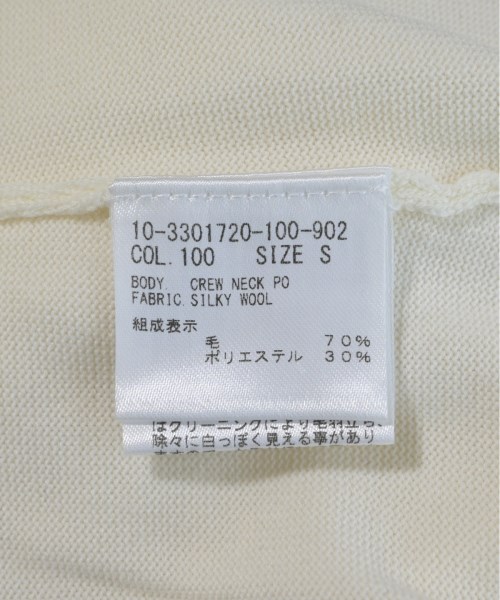 10-3301720-100-902
COL.100 SIZE S
BODY. CREW NECK PO
FABRIC.SILKY WOOL
組成表示
毛 70%
ポリエステル 30%
はクリーニングにより毛羽立ち、
除々に白っぽく見える事があり